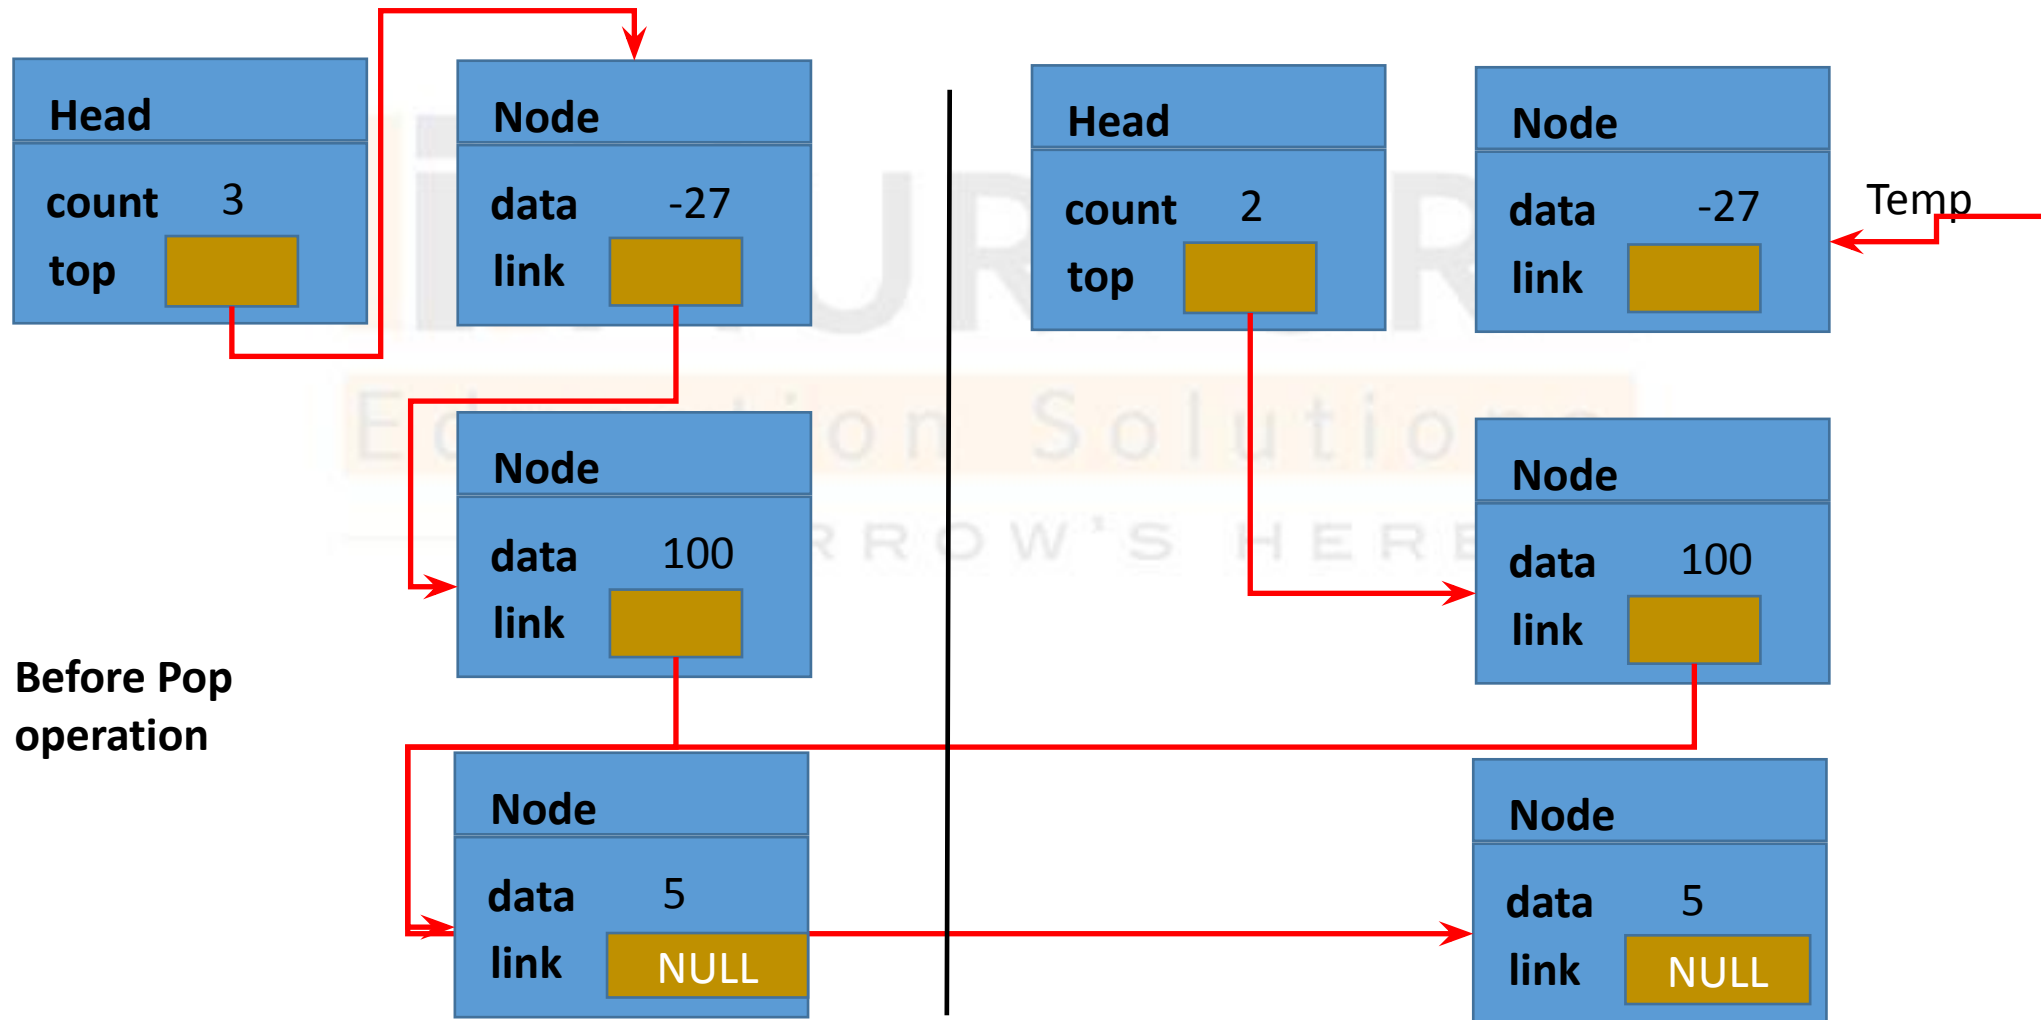 Head
count 3
top
Node
data -27
link
Node
data 100
link
Before Pop
operation
Node
data 5
link NULL
Head
count 2
top
Node
data -27
link
Temp
Node
data 100
link
Node
data 5
link NULL